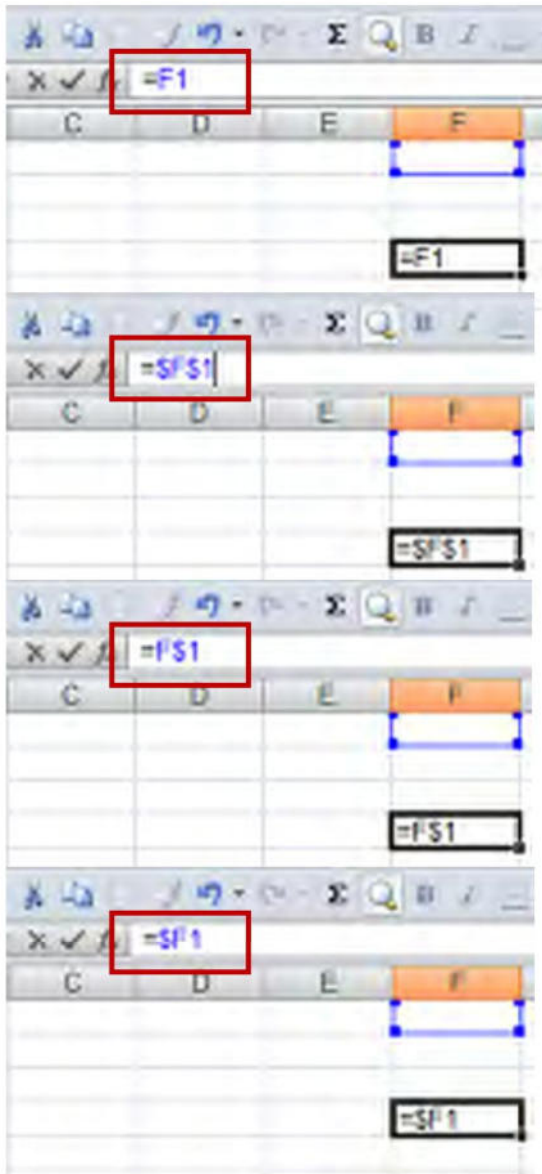 Σ B I
=F1
C D E F
=F1
Σ B I
=$F$1
C D E F
=$F$1
Σ B I
=F$1
C D E F
=F$1
Σ B I
=$F1
C D E F
=$F1